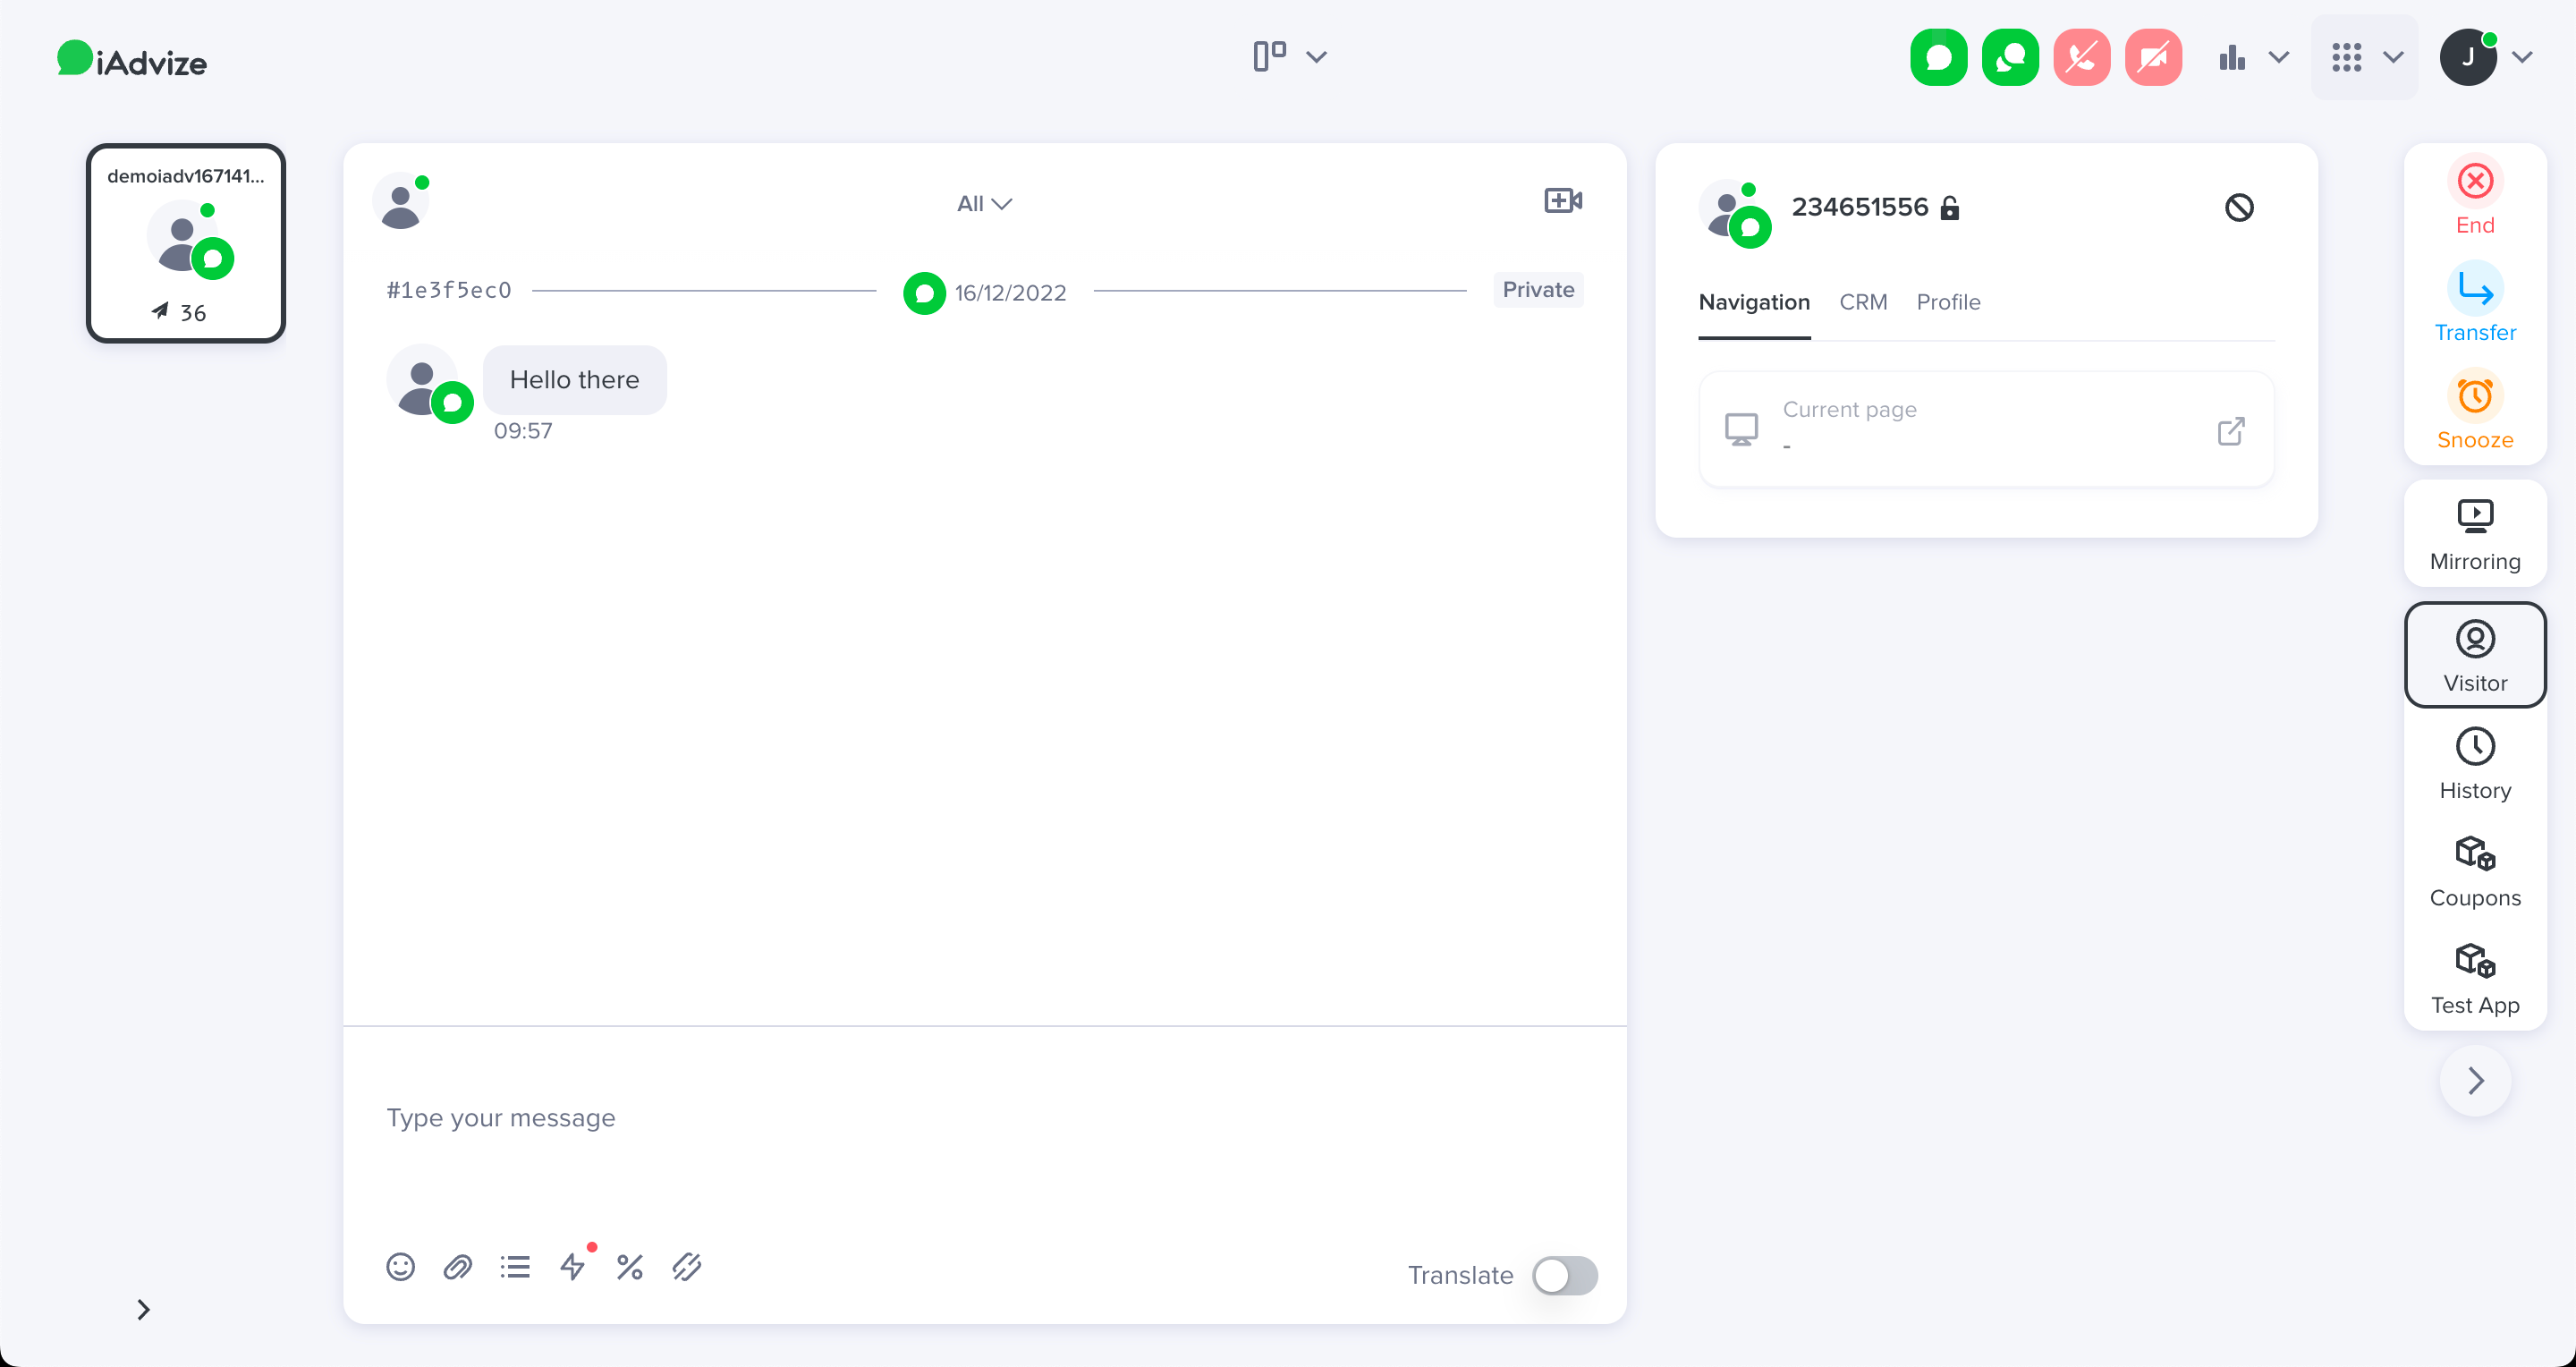 iAdvize
J
demoiadv167141...
36
All
#1e3f5ec0
16/12/2022
Private
Hello there
09:57
Type your message
Translate
234651556
Navigation
CRM
Profile
Current page
-
End
Transfer
Snooze
Mirroring
Visitor
History
Coupons
Test App